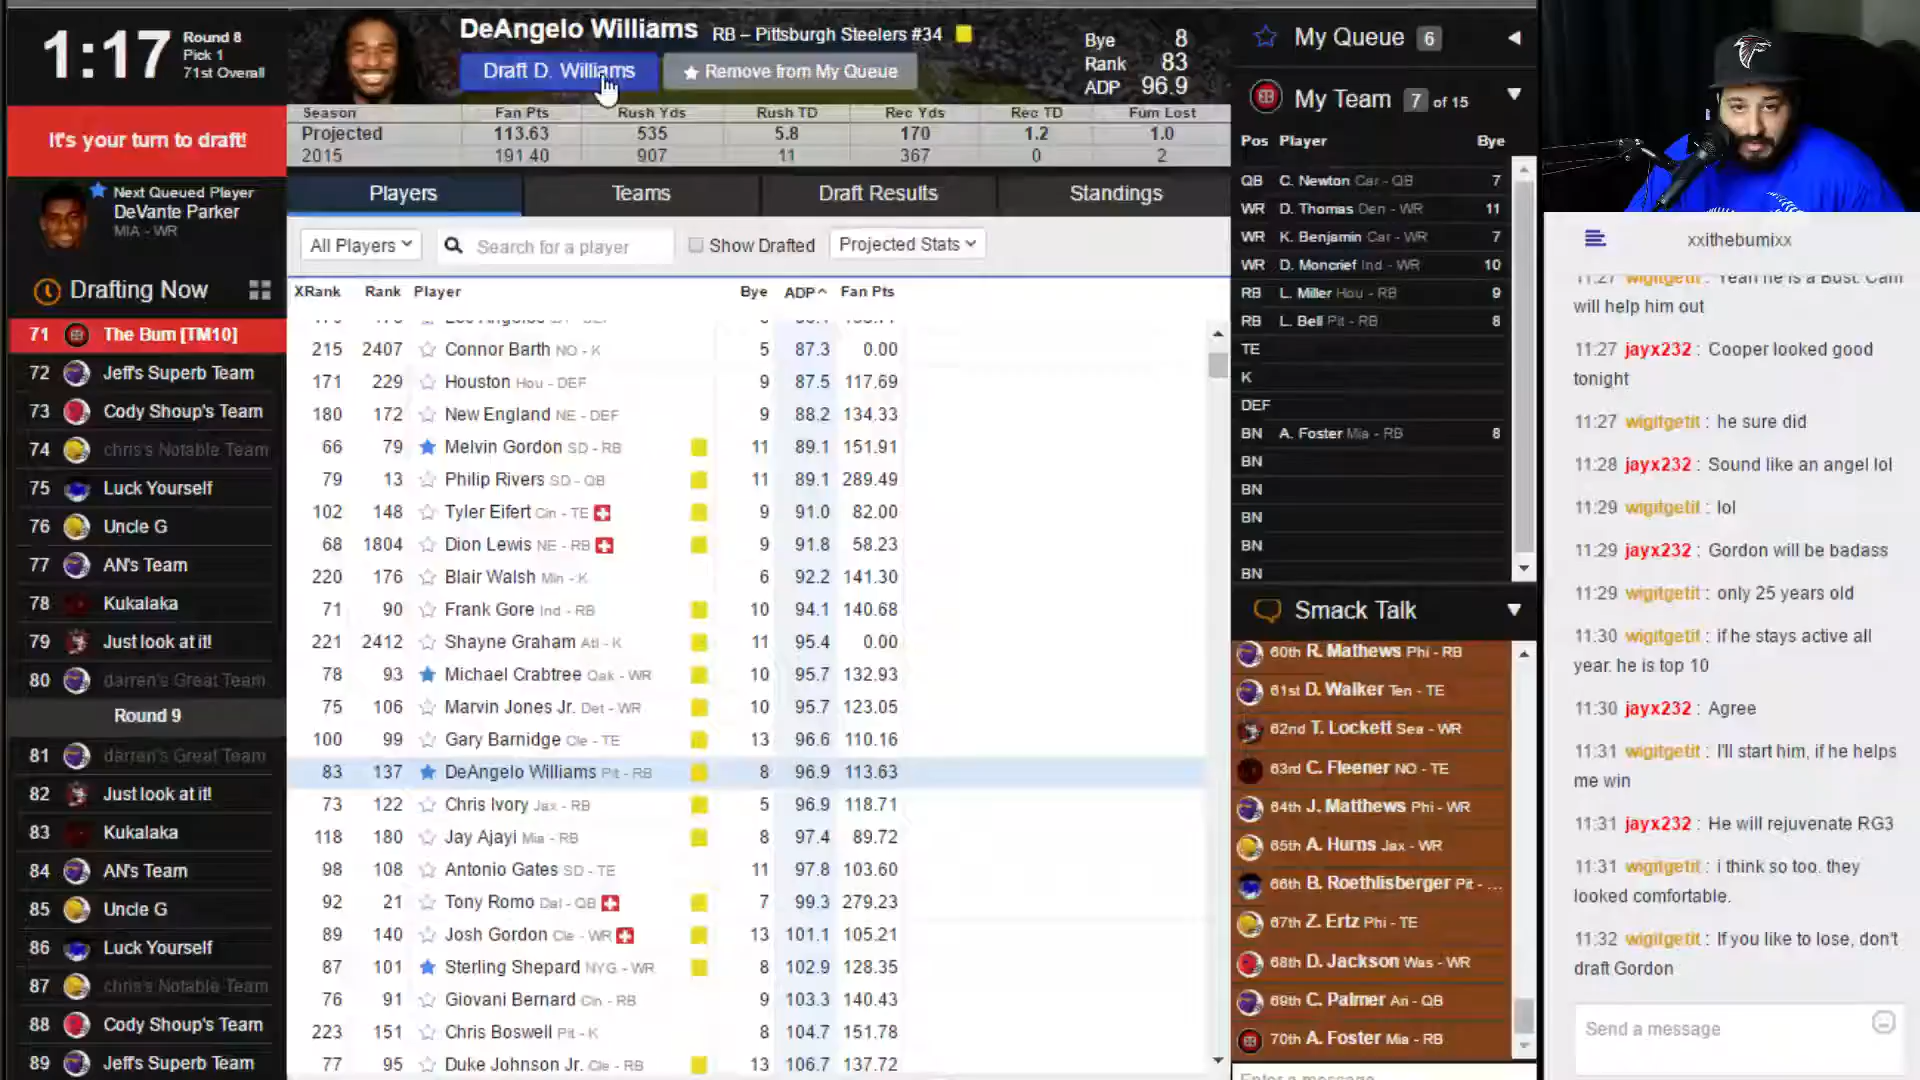 1:17
Round 8
Pick 1
71st Overall
It's your turn to draft!
Next Queued Player
DeVante Parker
MIA - WR
Drafting Now
71 The Bum [TM10]
72 Jeff's Superb Team
73 Cody Shoup's Team
74 chris's Notable Team
75 Luck Yourself
76 Uncle G
77 AN's Team
78 Kukalaka
79 Just look at it!
80 darren's Great Team
Round 9
81 darren's Great Team
82 Just look at it!
83 Kukalaka
84 AN's Team
85 Uncle G
86 Luck Yourself
87 chris's Notable Team
88 Cody Shoup's Team
89 Jeff's Superb Team
DeAngelo Williams RB – Pittsburgh Steelers #34
Draft D. Williams
Remove from My Queue
Bye 8
Rank 83
ADP 96.9
Season Fan Pts Rush Yds Rush TD Rec Yds Rec TD Fum Lost
Projected 113.63 535 5.8 170 1.2 1.0
2015 191.40 907 11 367 0 2
Players Teams Draft Results Standings
All Players Search for a player Show Drafted Projected Stats
XRank Rank Player Bye ADP Fan Pts
215 2407 Connor Barth NO - K 5 87.3 0.00
171 229 Houston Hou - DEF 9 87.5 117.69
180 172 New England NE - DEF 9 88.2 134.33
66 79 Melvin Gordon SD - RB 11 89.1 151.91
79 13 Philip Rivers SD - QB 11 89.1 289.49
102 148 Tyler Eifert Cin - TE 9 91.0 82.00
68 1804 Dion Lewis NE - RB 9 91.8 58.23
220 176 Blair Walsh Min - K 6 92.2 141.30
71 90 Frank Gore Ind - RB 10 94.1 140.68
221 2412 Shayne Graham Atl - K 11 95.4 0.00
78 93 Michael Crabtree Oak - WR 10 95.7 132.93
75 106 Marvin Jones Jr. Det - WR 10 95.7 123.05
100 99 Gary Barnidge Cle - TE 13 96.6 110.16
83 137 DeAngelo Williams Pit - RB 8 96.9 113.63
73 122 Chris Ivory Jax - RB 5 96.9 118.71
118 180 Jay Ajayi Mia - RB 8 97.4 89.72
98 108 Antonio Gates SD - TE 11 97.8 103.60
92 21 Tony Romo Dal - QB 7 99.3 279.23
89 140 Josh Gordon Cle - WR 13 101.1 105.21
87 101 Sterling Shepard NYG - WR 8 102.9 128.35
76 91 Giovani Bernard Cin - RB 9 103.3 140.43
223 151 Chris Boswell Pit - K 8 104.7 151.78
77 95 Duke Johnson Jr. Cle - RB 13 106.7 137.72
My Queue 6
My Team 7 of 15
Pos Player Bye
QB C. Newton Car - QB 7
WR D. Thomas Den - WR 11
WR K. Benjamin Car - WR 7
WR D. Moncrief Ind - WR 10
RB L. Miller Hou - RB 9
RB L. Bell Pit - RB 8
TE
K
DEF
BN A. Foster Mia - RB 8
BN
BN
BN
BN
BN
Smack Talk
60th R. Mathews Phi - RB
61st D. Walker Ten - TE
62nd T. Lockett Sea - WR
63rd C. Fleener NO - TE
64th J. Matthews Phi - WR
65th A. Hurns Jax - WR
66th B. Roethlisberger Pit - ...
67th Z. Ertz Phi - TE
68th D. Jackson Was - WR
69th C. Palmer Ari - QB
70th A. Foster Mia - RB
Enter a message
xxithebumixx
11:27 wigitgetit : Yeah he is a Bust. Cam
will help him out
11:27 jayx232 : Cooper looked good
tonight
11:27 wigitgetit : he sure did
11:28 jayx232 : Sound like an angel lol
11:29 wigitgetit : lol
11:29 jayx232 : Gordon will be badass
11:29 wigitgetit : only 25 years old
11:30 wigitgetit : if he stays active all
year. he is top 10
11:30 jayx232 : Agree
11:31 wigitgetit : I'll start him, if he helps
me win
11:31 jayx232 : He will rejuvenate RG3
11:31 wigitgetit : i think so too. they
looked comfortable.
11:32 wigitgetit : If you like to lose, don't
draft Gordon
Send a message